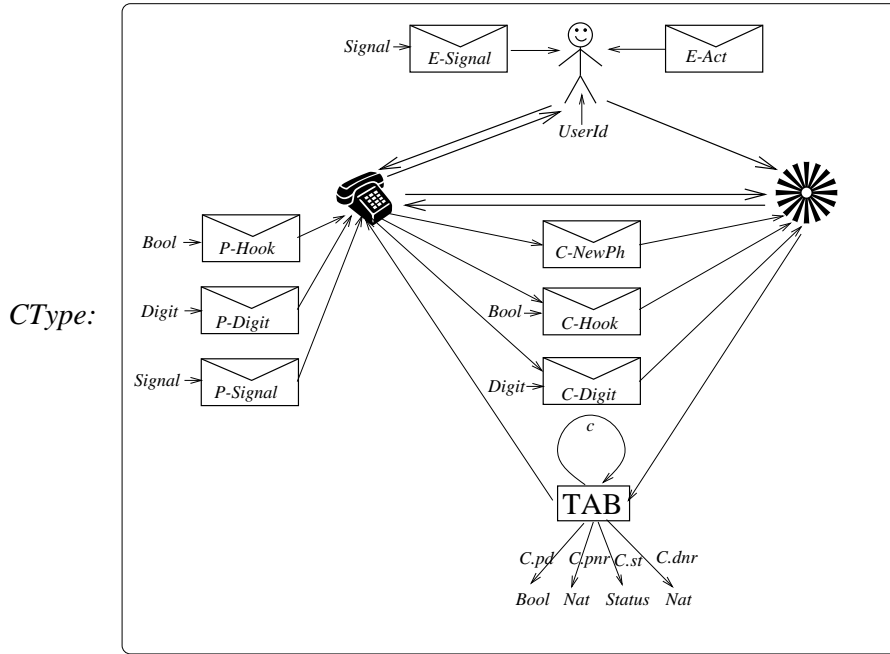 Signal
E-Signal
E-Act
UserId
Bool
P-Hook
C-NewPh
CType:
Digit
P-Digit
Bool
C-Hook
Signal
P-Signal
Digit
C-Digit
c
TAB
C.pd C.pnr C.st C.dnr
Bool Nat Status Nat